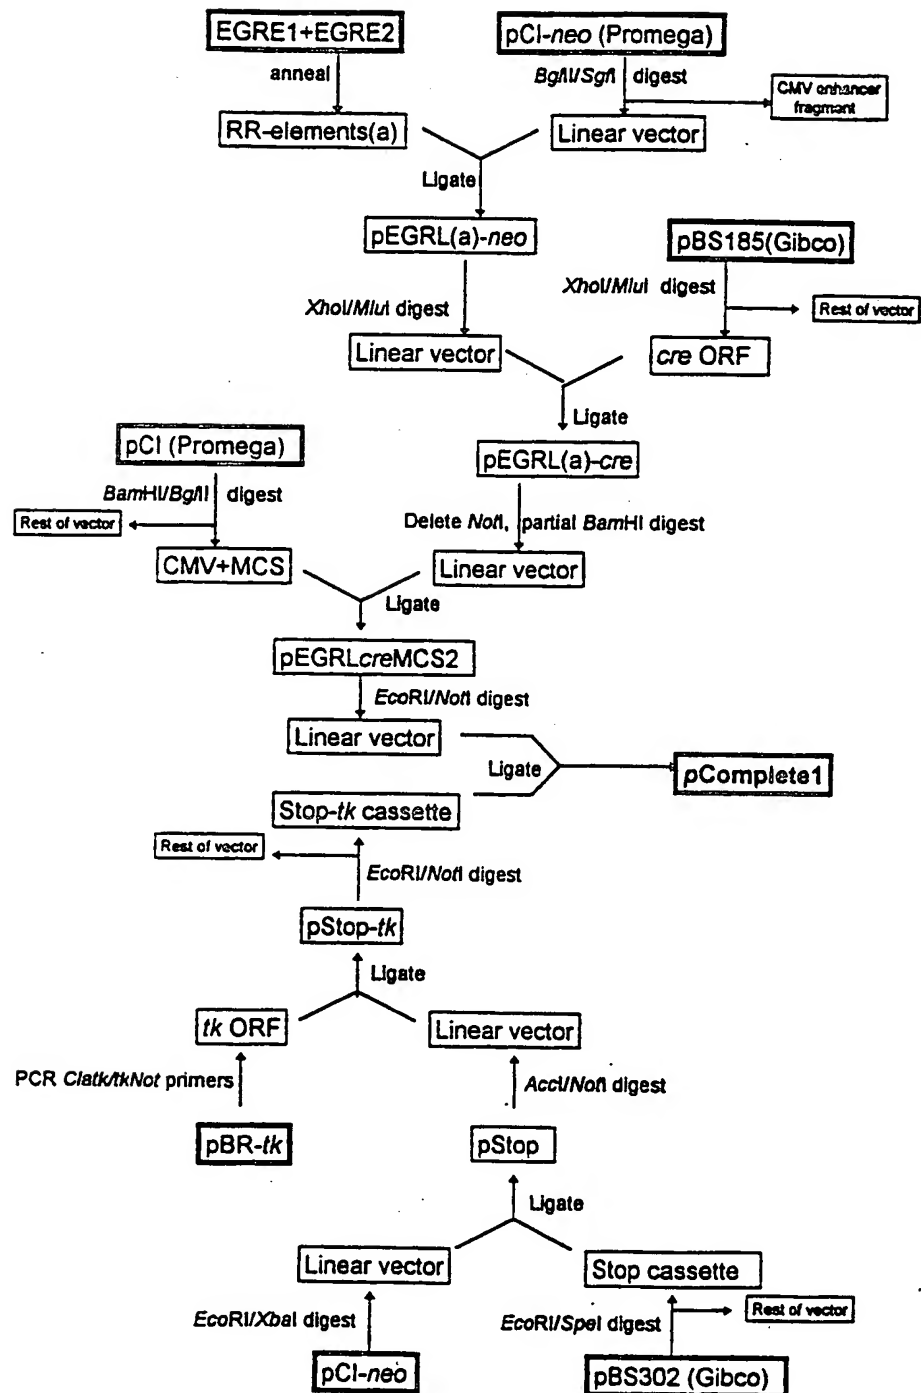 EGRE1+EGRE2
pCI-neo (Promega)
anneal
BglII/SgfI digest
CMV enhancer
fragment
RR-elements(a)
Linear vector
Ligate
pEGRL(a)-neo
pBS185(Gibco)
XhoI/MluI digest
XhoI/MluI digest
Rest of vector
Linear vector
cre ORF
Ligate
pCI (Promega)
pEGRL(a)-cre
BamHI/BglII digest
Rest of vector
Delete NotI, partial BamHI digest
CMV+MCS
Linear vector
Ligate
pEGRLcreMCS2
EcoRI/NotI digest
Linear vector
Ligate
pComplete1
Stop-tk cassette
Rest of vector
EcoRI/NotI digest
pStop-tk
Ligate
tk ORF
Linear vector
PCR Clatk/tkNot primers
AccI/NotI digest
pBR-tk
pStop
Ligate
Linear vector
Stop cassette
EcoRI/XbaI digest
EcoRI/SpeI digest
Rest of vector
pCI-neo
pBS302 (Gibco)